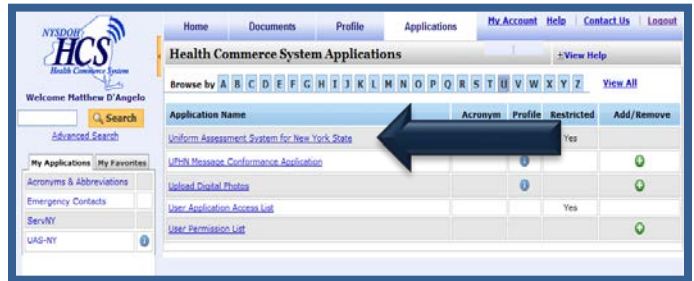 NYSDOH
HCS
Health Commerce System
Home Documents Profile Applications My Account Help Contact Us Logout
Health Commerce System Applications
View Help
Welcome Matthew D'Angelo
Browse by A B C D E F G H I J K L M N O P Q R S T U V W X Y Z View All
Search
Advanced Search
My Applications My Favorites
Acronyms & Abbreviations
Emergency Contacts
ServNY
UAS-NY
Application Name Acronym Profile Restricted Add/Remove
Uniform Assessment System for New York State Yes
UPHN Message Conformance Application
Upload Digital Photos
User Application Access List Yes
User Permission List